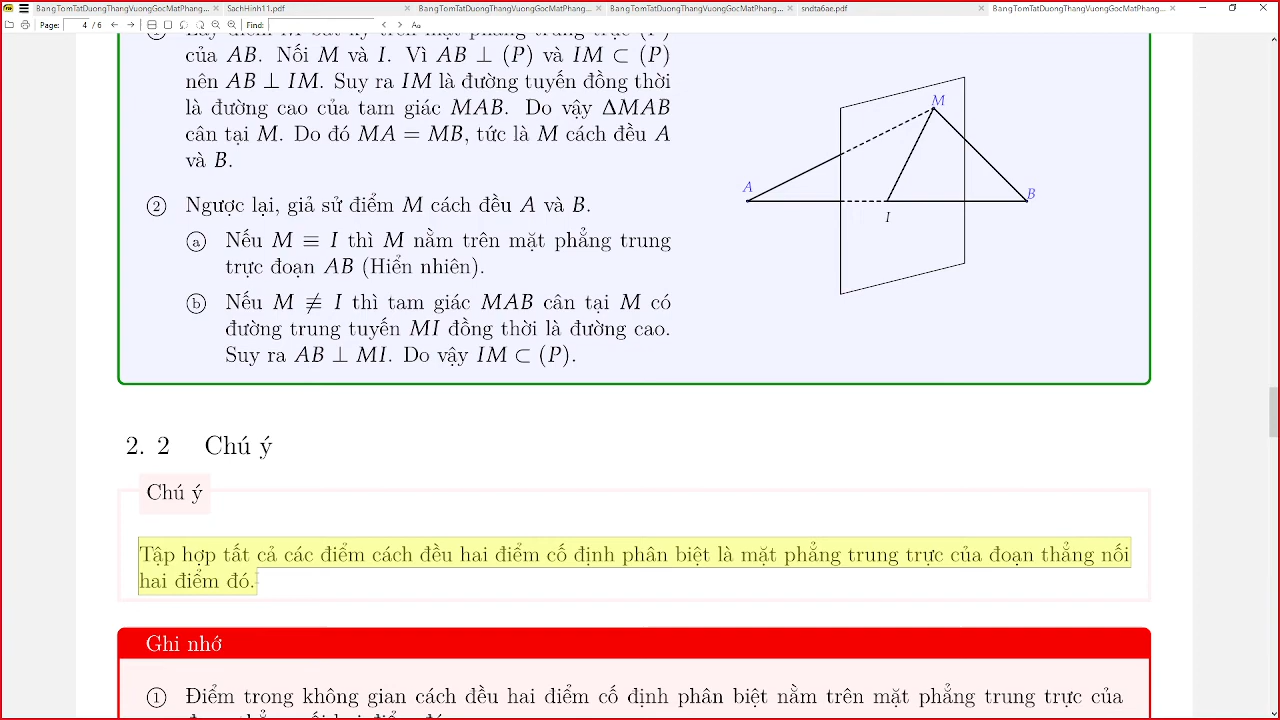 BangTomTatDuongThangVuongGocMatPhang... SachHinh11.pdf BangTomTatDuongThangVuongGocMatPhang... BangTomTatDuongThangVuongGocMatPhang... sndta6ae.pdf BangTomTatDuongThangVuongGocMatPhang...
Page: 4 / 6 Find: Aa
của AB. Nối M và I. Vì AB ⊥ (P) và IM ⊂ (P)
nên AB ⊥ IM. Suy ra IM là đường tuyến đồng thời
là đường cao của tam giác MAB. Do vậy ΔMAB
cân tại M. Do đó MA = MB, tức là M cách đều A
và B.
② Ngược lại, giả sử điểm M cách đều A và B.
ⓐ Nếu M ≡ I thì M nằm trên mặt phẳng trung
trực đoạn AB (Hiển nhiên).
ⓑ Nếu M ≢ I thì tam giác MAB cân tại M có
đường trung tuyến MI đồng thời là đường cao.
Suy ra AB ⊥ MI. Do vậy IM ⊂ (P).
M
A
B
I
2. 2 Chú ý
Chú ý
Tập hợp tất cả các điểm cách đều hai điểm cố định phân biệt là mặt phẳng trung trực của đoạn thẳng nối
hai điểm đó.
Ghi nhớ
① Điểm trong không gian cách đều hai điểm cố định phân biệt nằm trên mặt phẳng trung trực của